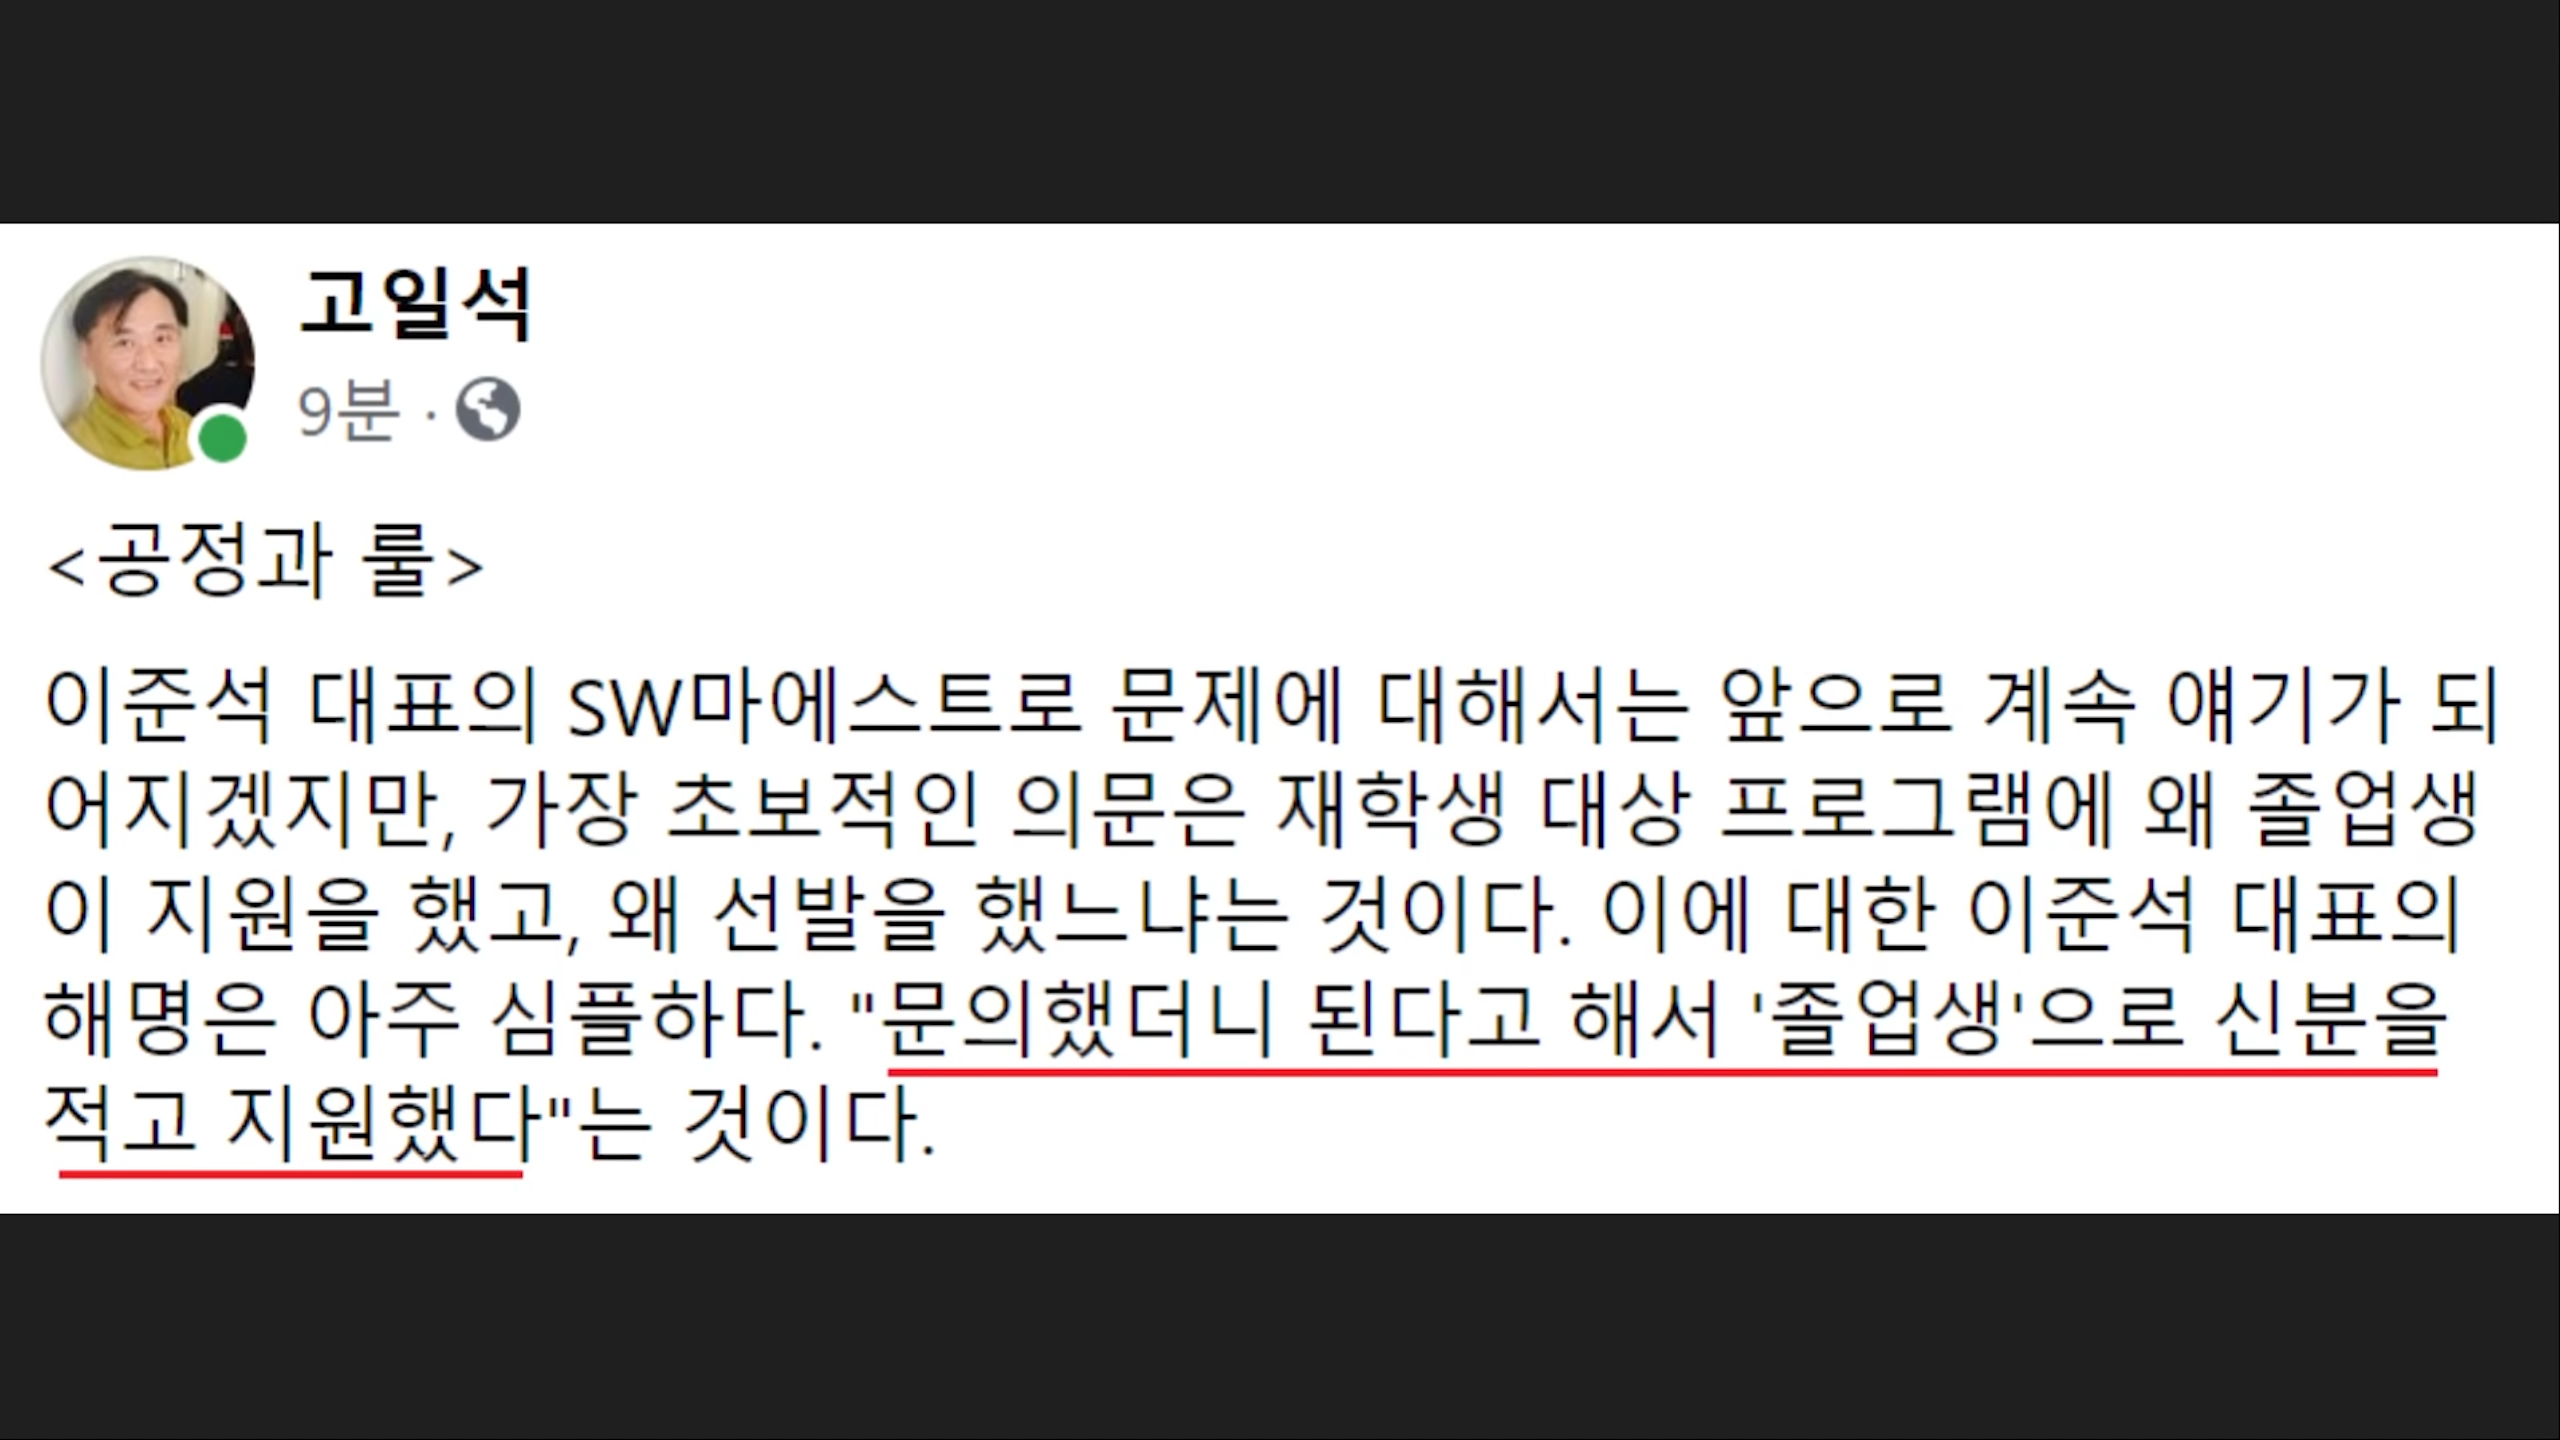 고일석
9분 ·
<공정과 룰>
이준석 대표의 SW마에스트로 문제에 대해서는 앞으로 계속 얘기가 되
어지겠지만, 가장 초보적인 의문은 재학생 대상 프로그램에 왜 졸업생
이 지원을 했고, 왜 선발을 했느냐는 것이다. 이에 대한 이준석 대표의
해명은 아주 심플하다. "문의했더니 된다고 해서 '졸업생'으로 신분을
적고 지원했다"는 것이다.